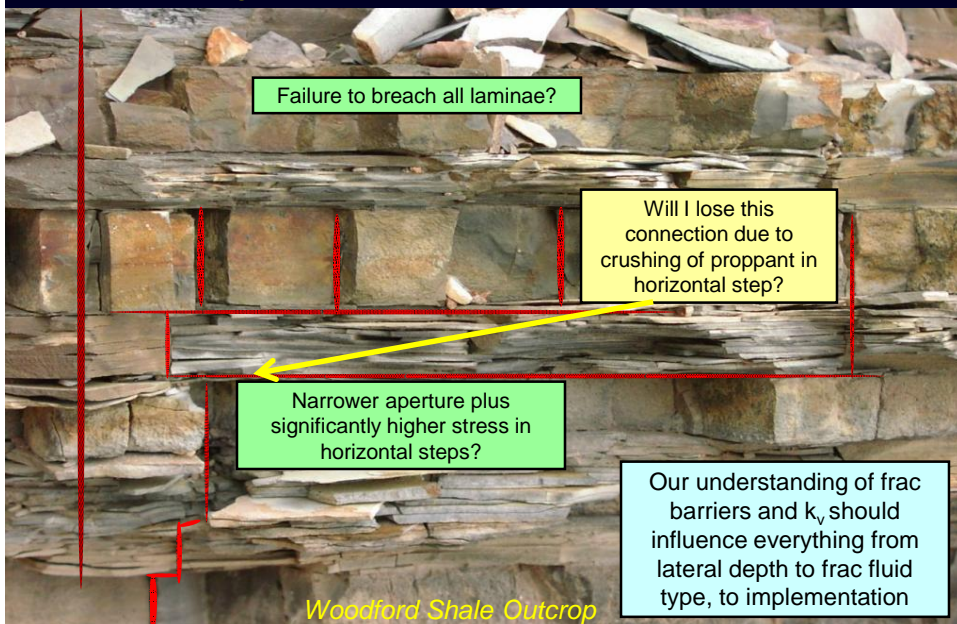 Failure to breach all laminae?
Will I lose this
connection due to
crushing of proppant in
horizontal step?
Narrower aperture plus
significantly higher stress in
horizontal steps?
Our understanding of frac
barriers and kv should
influence everything from
lateral depth to frac fluid
type, to implementation
Woodford Shale Outcrop